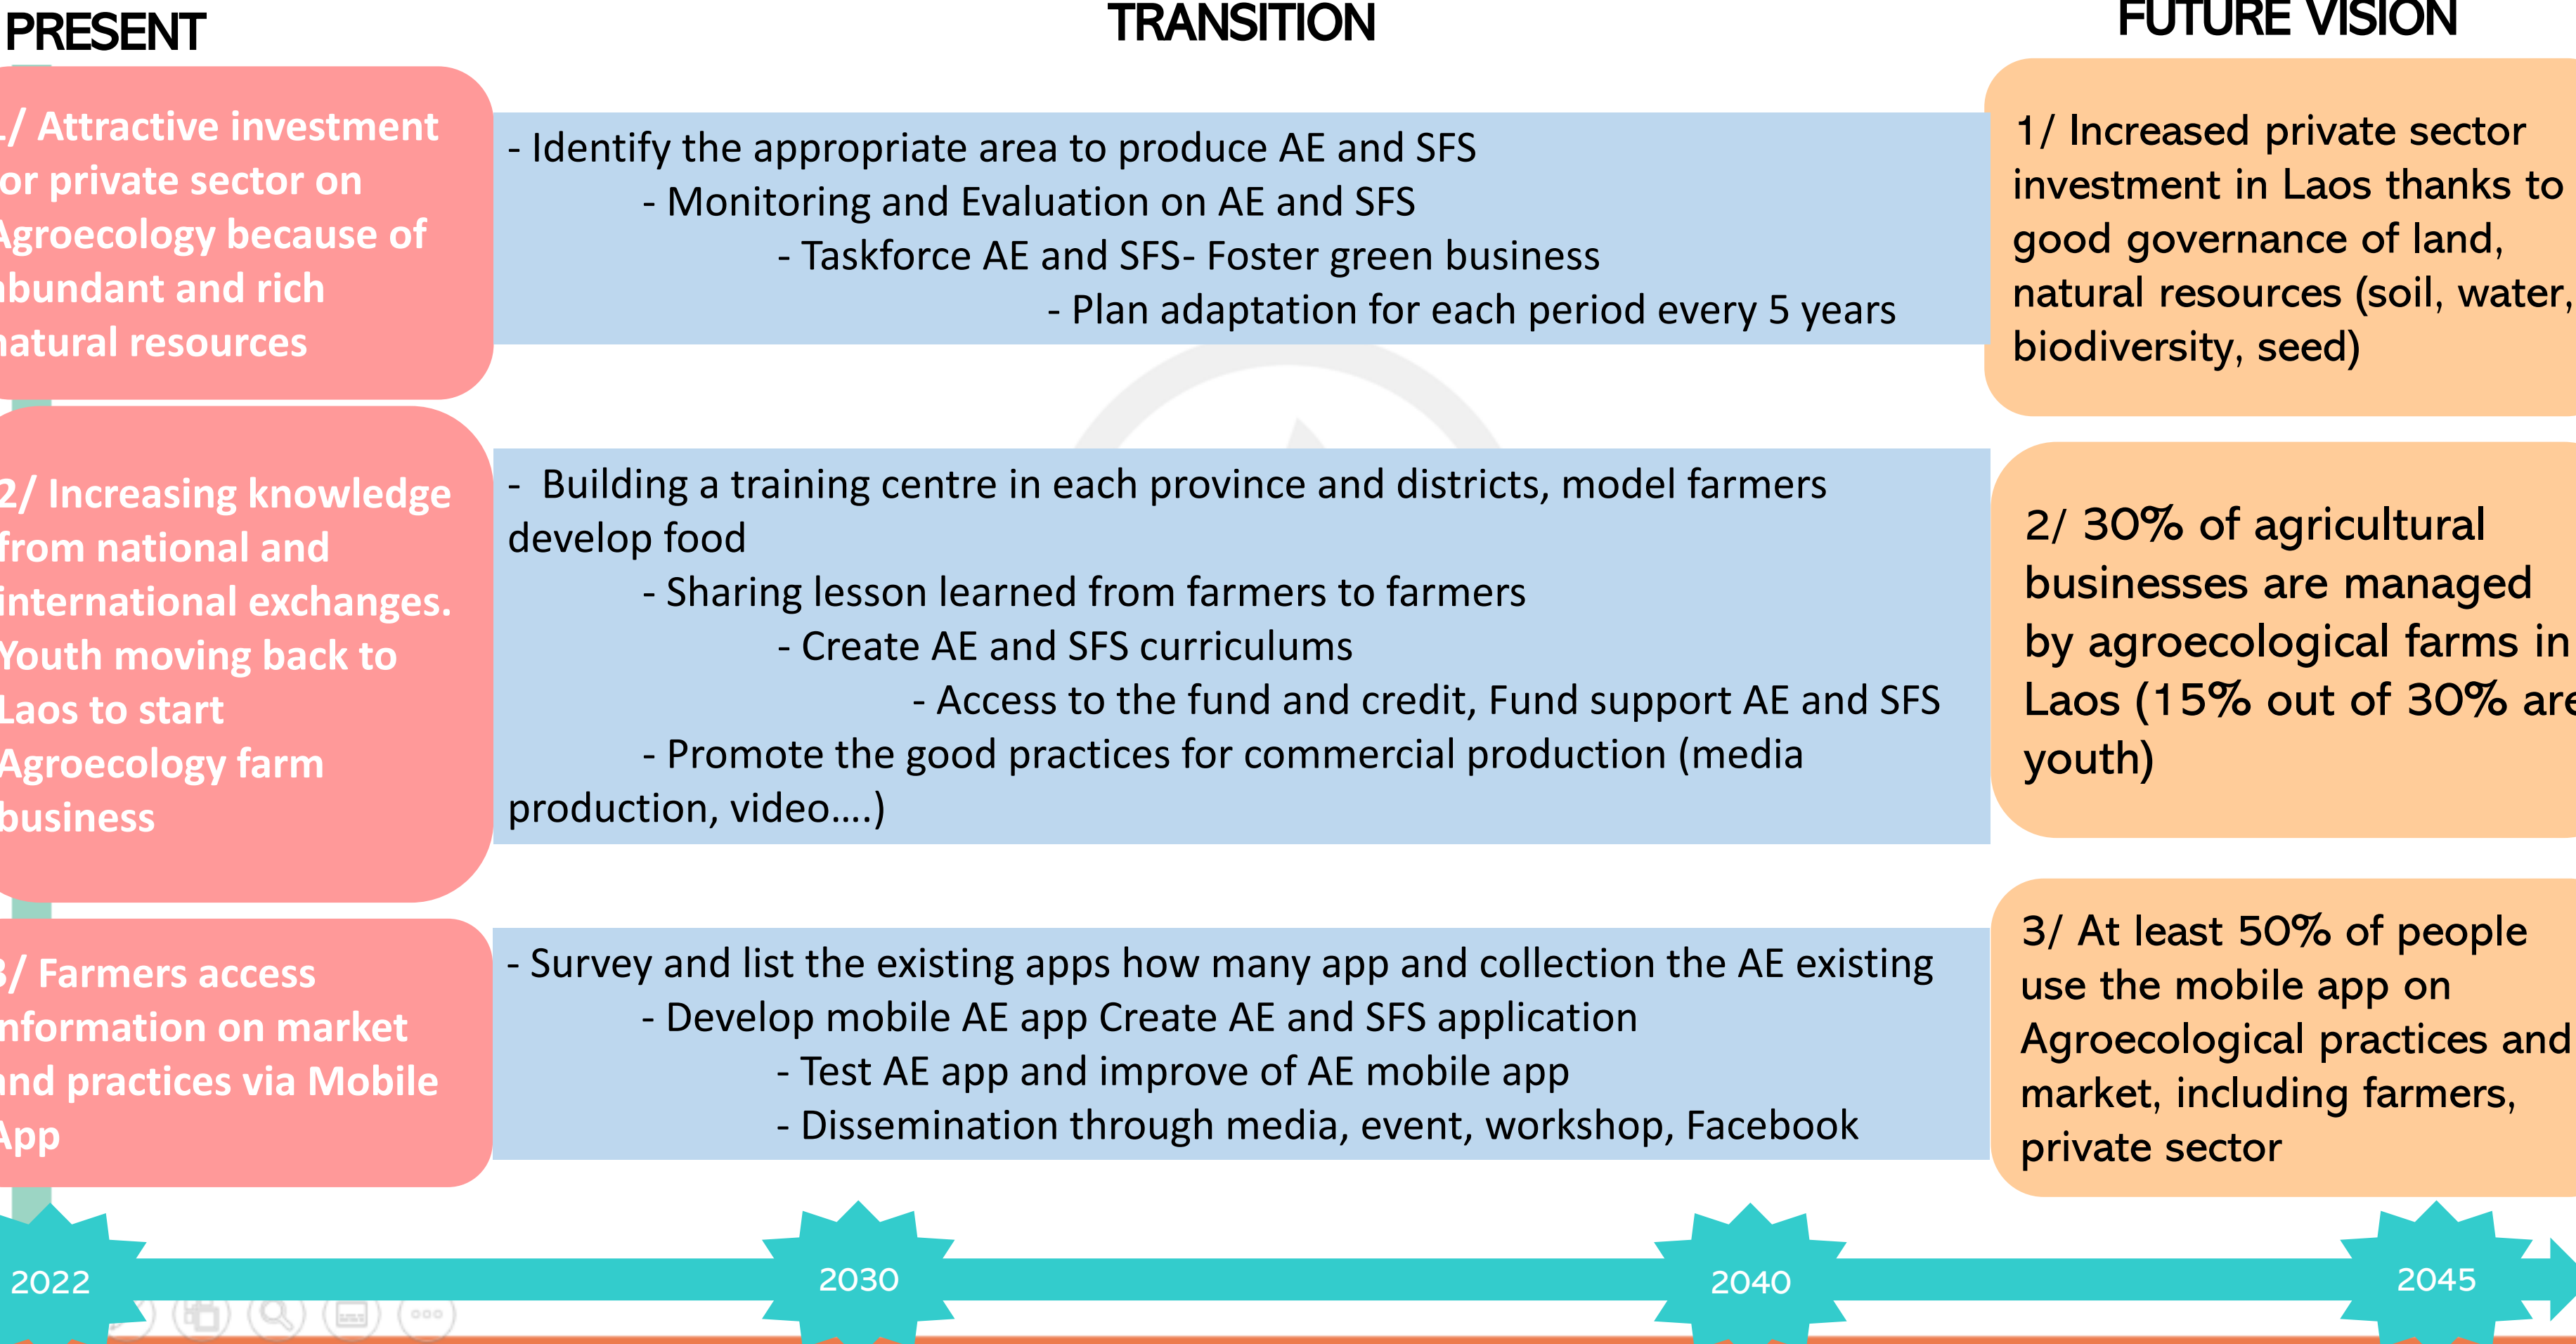 PRESENT
TRANSITION
FUTURE VISION
/ Attractive investment
or private sector on
Agroecology because of
abundant and rich
natural resources
- Identify the appropriate area to produce AE and SFS
- Monitoring and Evaluation on AE and SFS
- Taskforce AE and SFS- Foster green business
- Plan adaptation for each period every 5 years
1/ Increased private sector
investment in Laos thanks to
good governance of land,
natural resources (soil, water,
biodiversity, seed)
2/ Increasing knowledge
from national and
international exchanges.
Youth moving back to
Laos to start
Agroecology farm
business
- Building a training centre in each province and districts, model farmers
develop food
- Sharing lesson learned from farmers to farmers
- Create AE and SFS curriculums
- Access to the fund and credit, Fund support AE and SFS
- Promote the good practices for commercial production (media
production, video....)
2/ 30% of agricultural
businesses are managed
by agroecological farms in
Laos (15% out of 30% are
youth)
3/ Farmers access
information on market
and practices via Mobile
App
- Survey and list the existing apps how many app and collection the AE existing
- Develop mobile AE app Create AE and SFS application
- Test AE app and improve of AE mobile app
- Dissemination through media, event, workshop, Facebook
3/ At least 50% of people
use the mobile app on
Agroecological practices and
market, including farmers,
private sector
2022
2030
2040
2045